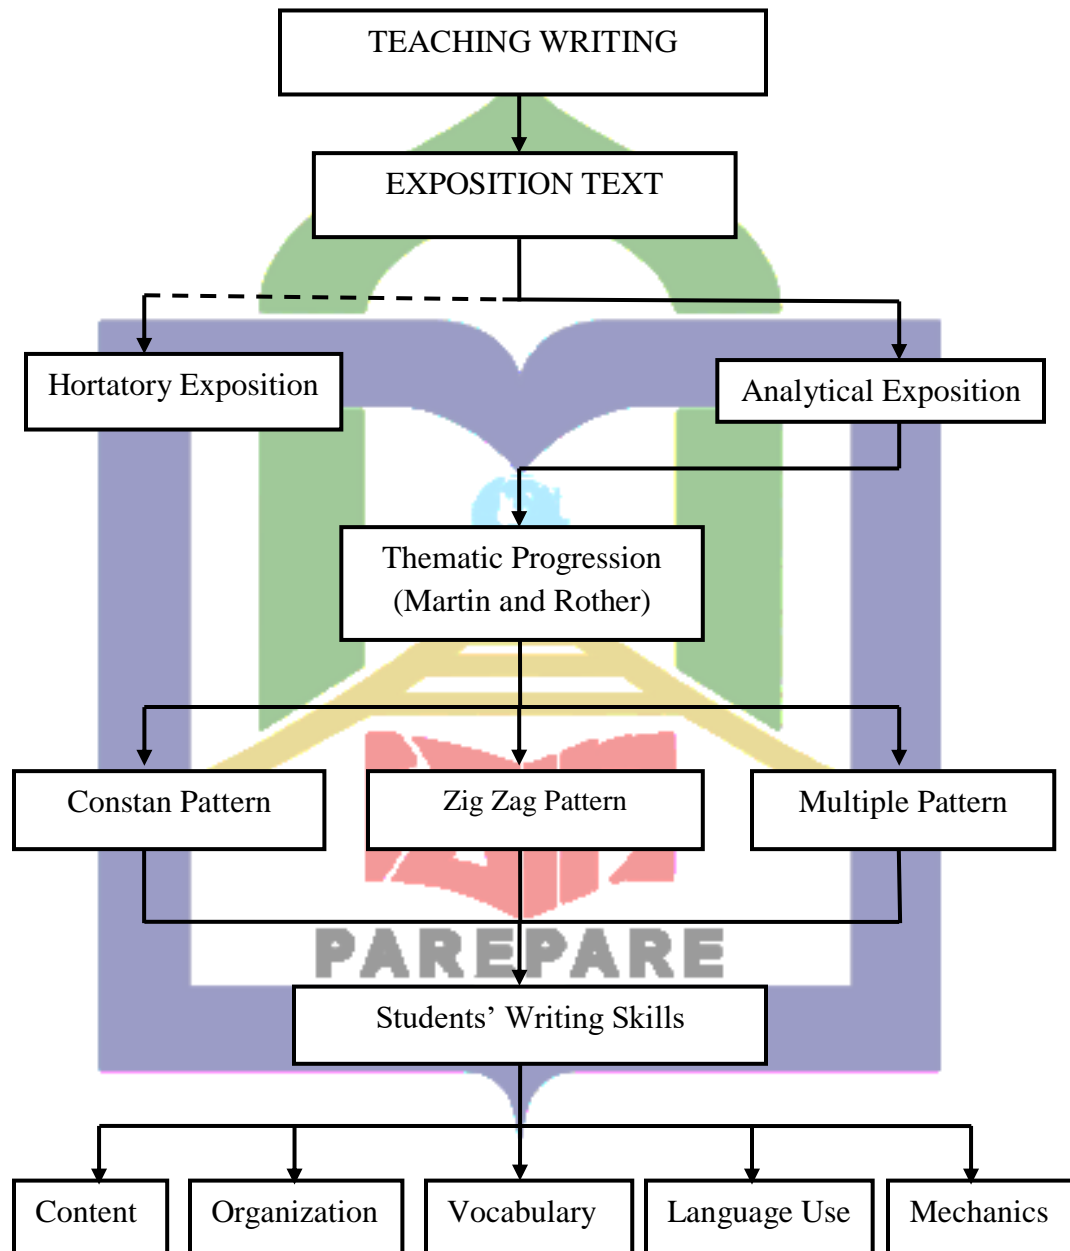 TEACHING WRITING
EXPOSITION TEXT
Hortatory Exposition
Analytical Exposition
Thematic Progression
(Martin and Rother)
Constan Pattern
Zig Zag Pattern
Multiple Pattern
PAREPARE
Students’ Writing Skills
Content
Organization
Vocabulary
Language Use
Mechanics